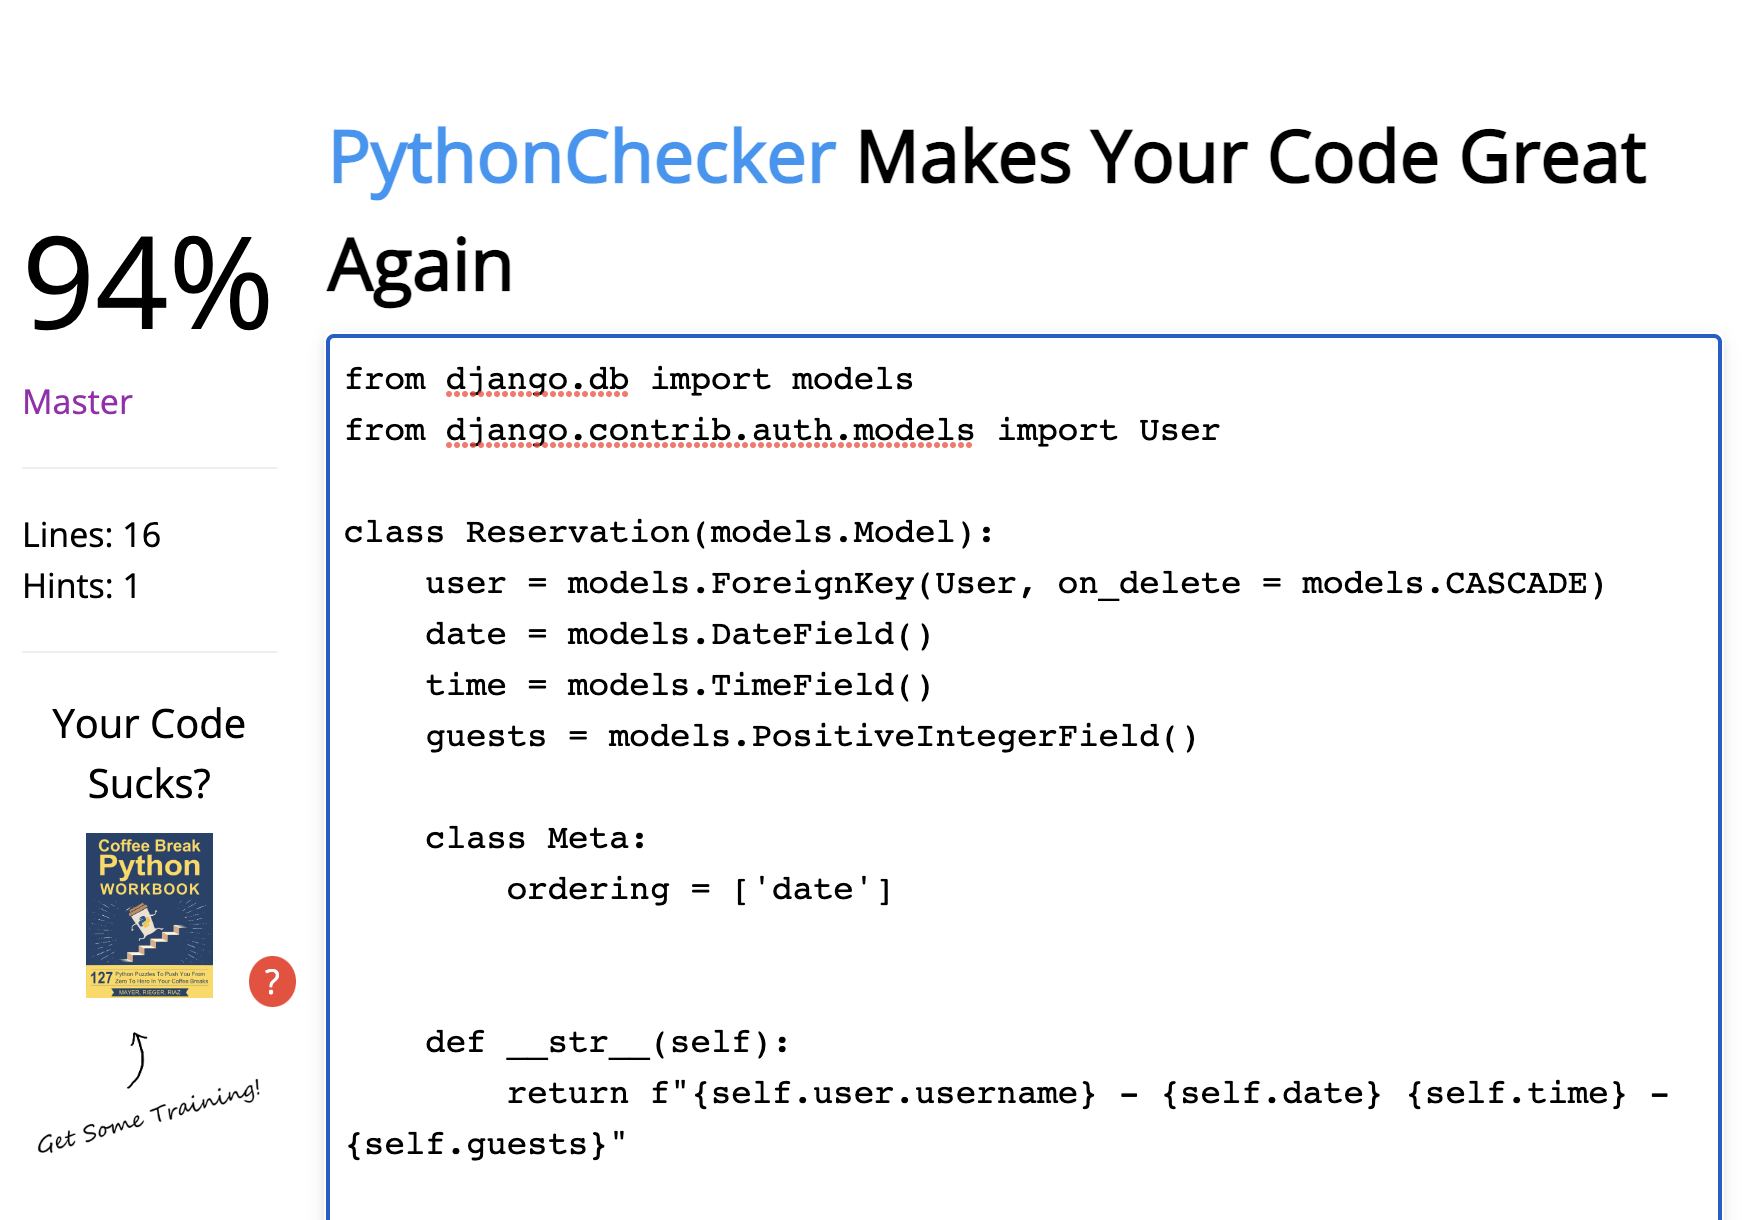 PythonChecker Makes Your Code Great
Again
94%
Master
Lines: 16
Hints: 1
Your Code
Sucks?
Coffee Break
Python
WORKBOOK
127 Python Puzzles To Push You From
Zero To Hero in Your Coffee Breaks
MAYER, RIEGER, RIAZ
?
Get Some Training!
from django.db import models
from django.contrib.auth.models import User

class Reservation(models.Model):
    user = models.ForeignKey(User, on_delete = models.CASCADE)
    date = models.DateField()
    time = models.TimeField()
    guests = models.PositiveIntegerField()

    class Meta:
        ordering = ['date']


    def __str__(self):
        return f"{self.user.username} - {self.date} {self.time} -
{self.guests}"